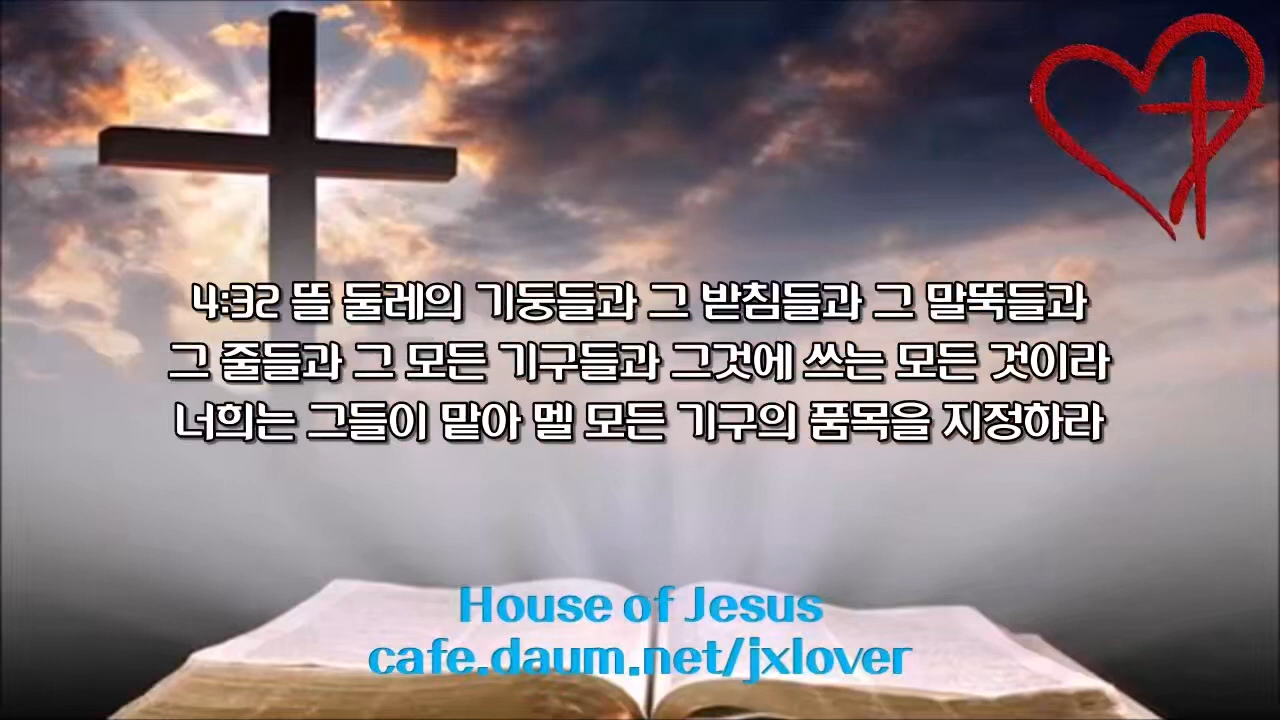 4:32 뜰 둘레의 기둥들과 그 받침들과 그 말뚝들과
그 줄들과 그 모든 기구들과 그것에 쓰는 모든 것이라
너희는 그들이 맡아 멜 모든 기구의 품목을 지정하라
House of Jesus
cafe.daum.net/jxlover